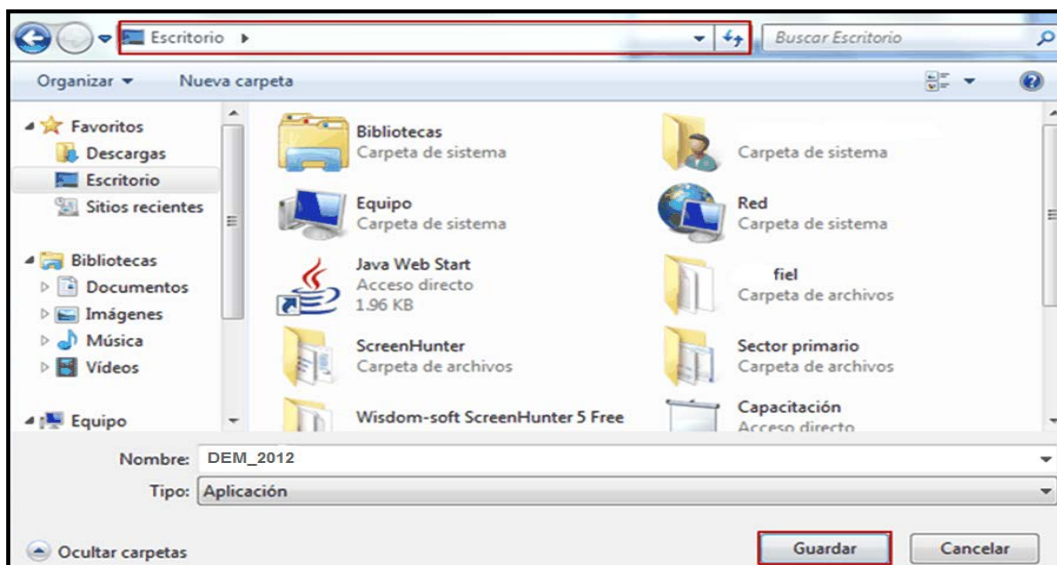 Escritorio
Buscar Escritorio
Organizar
Nueva carpeta
Favoritos
Descargas
Escritorio
Sitios recientes
Bibliotecas
Documentos
Imágenes
Música
Vídeos
Equipo
Bibliotecas
Carpeta de sistema
Carpeta de sistema
Equipo
Carpeta de sistema
Red
Carpeta de sistema
Java Web Start
Acceso directo
1.96 KB
fiel
Carpeta de archivos
ScreenHunter
Carpeta de archivos
Sector primario
Carpeta de archivos
Wisdom-soft ScreenHunter 5 Free
Capacitación
Acceso directo
Nombre: DEM_2012
Tipo: Aplicación
Ocultar carpetas
Guardar
Cancelar